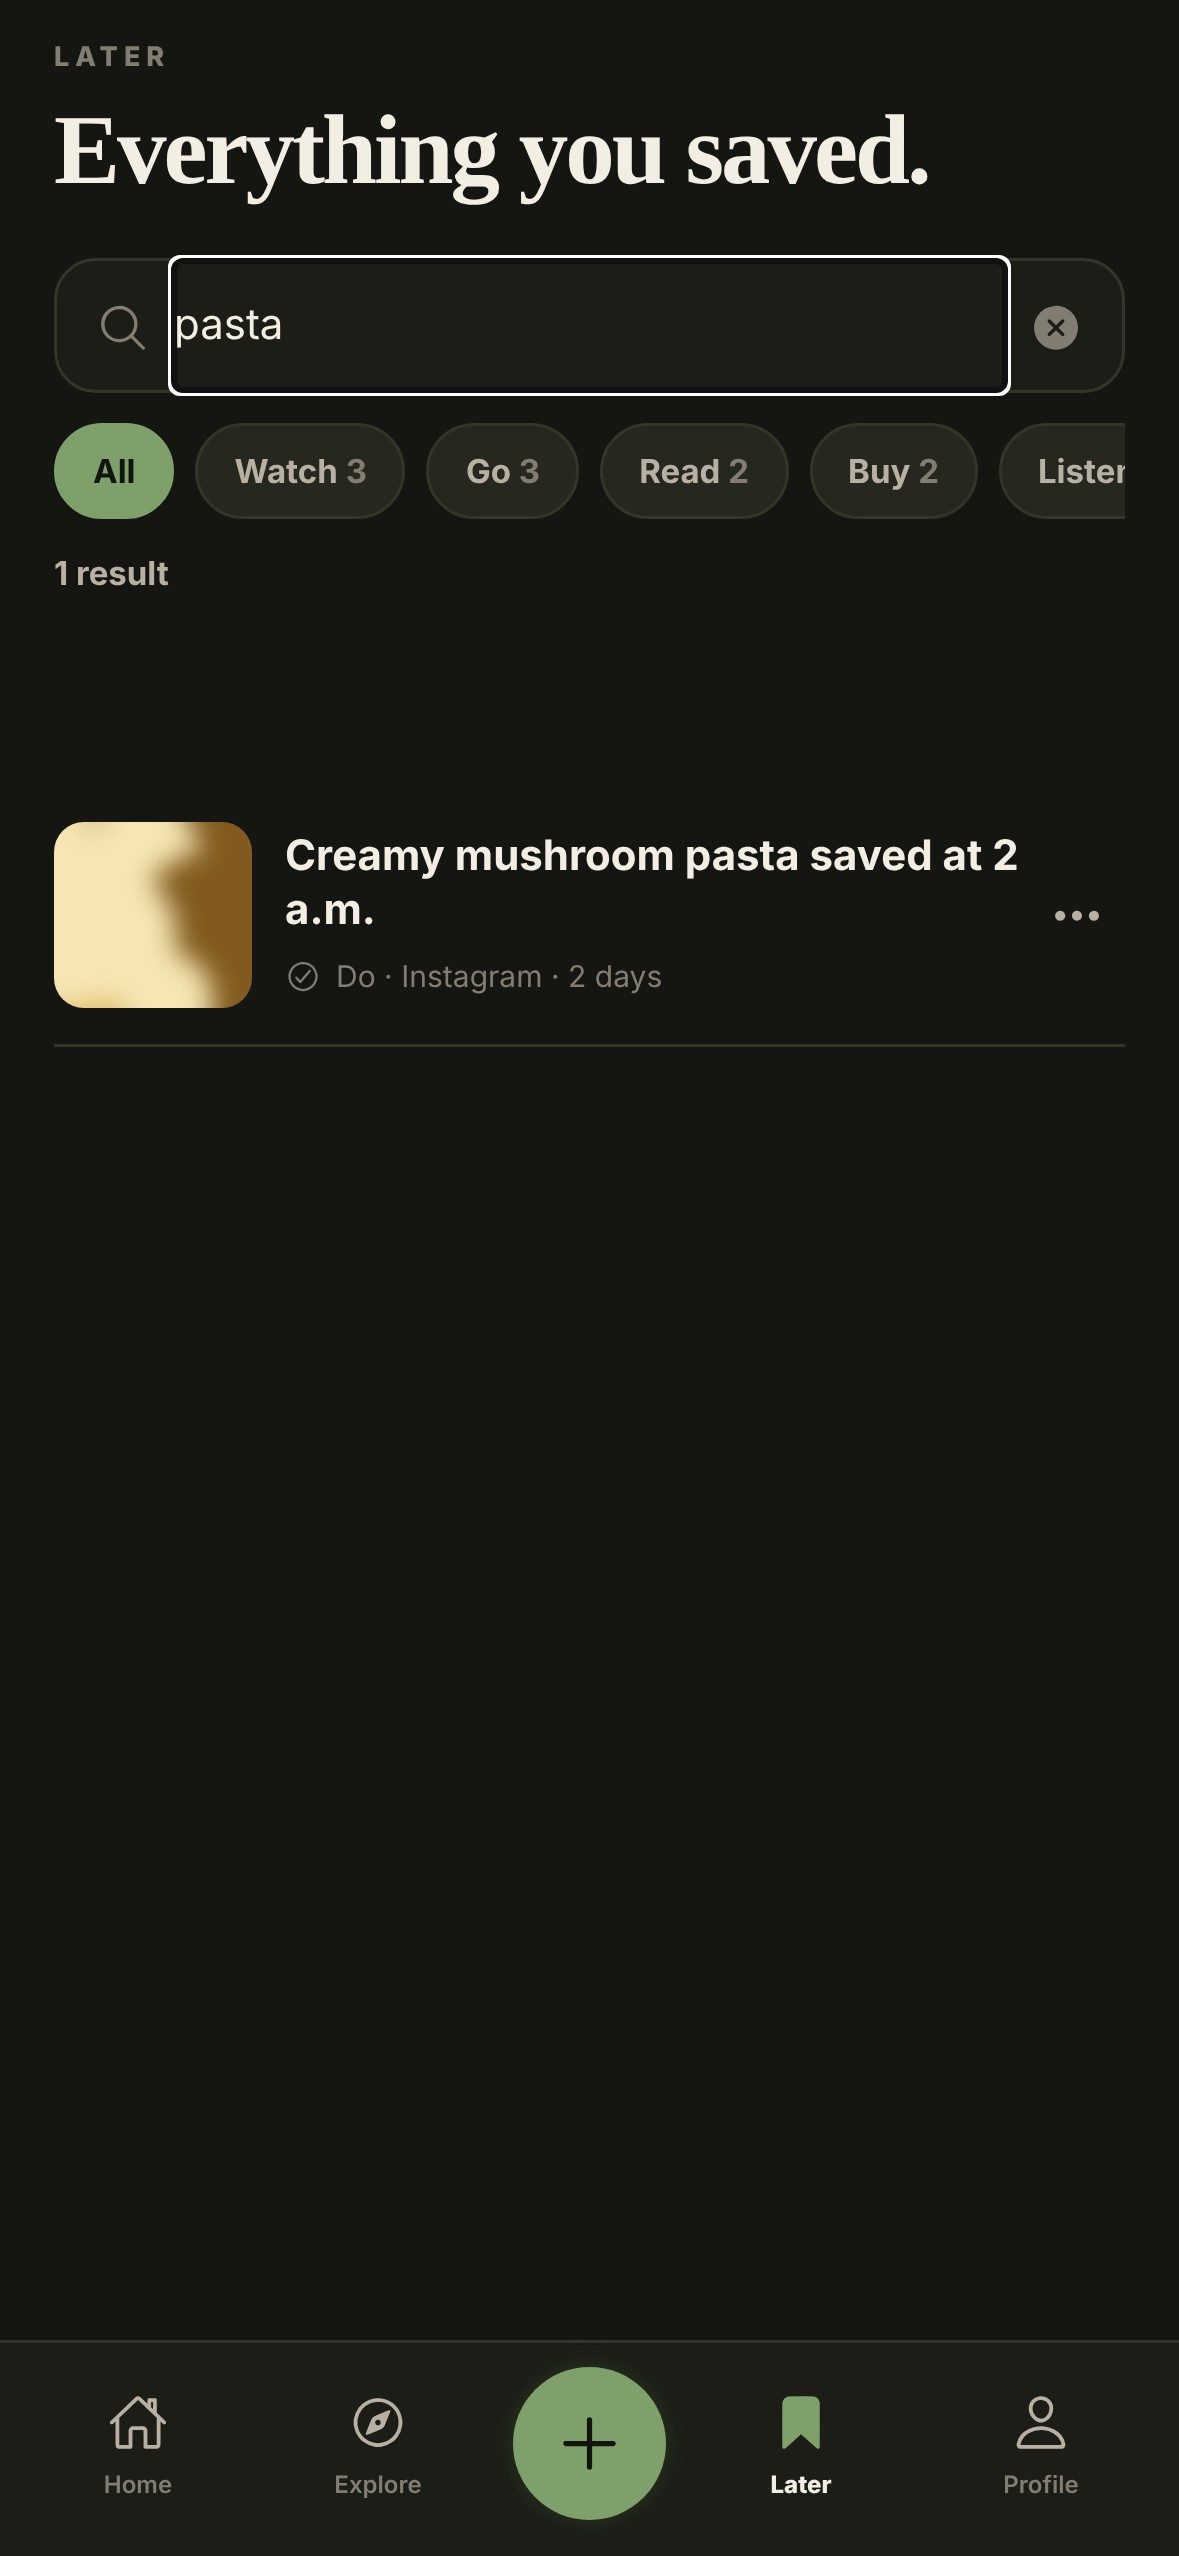 LATER
Everything you saved.
pasta
All
Watch 3
Go 3
Read 2
Buy 2
Listen
1 result
Creamy mushroom pasta saved at 2
a.m.
Do · Instagram · 2 days
Home
Explore
Later
Profile